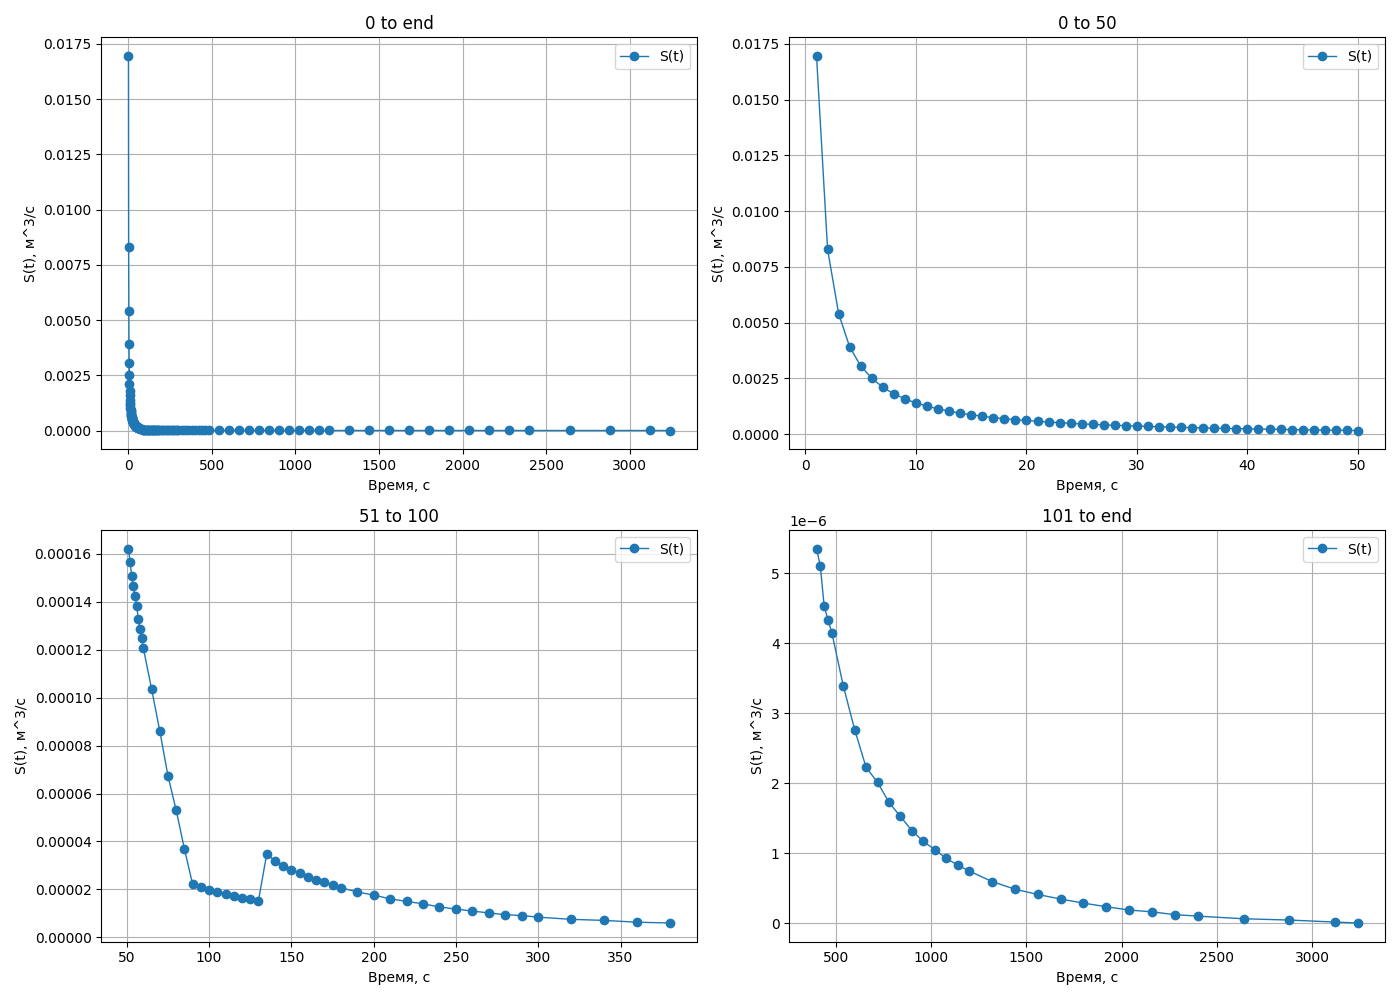 0 to end
S(t)
S(t), м^3/с
0.0175
0.0150
0.0125
0.0100
0.0075
0.0050
0.0025
0.0000
0 500 1000 1500 2000 2500 3000
Время, с
0 to 50
S(t)
S(t), м^3/с
0.0175
0.0150
0.0125
0.0100
0.0075
0.0050
0.0025
0.0000
0 10 20 30 40 50
Время, с
51 to 100
S(t)
S(t), м^3/с
0.00016
0.00014
0.00012
0.00010
0.00008
0.00006
0.00004
0.00002
0.00000
50 100 150 200 250 300 350
Время, с
101 to end
1e−6
S(t)
S(t), м^3/с
5
4
3
2
1
0
500 1000 1500 2000 2500 3000
Время, с